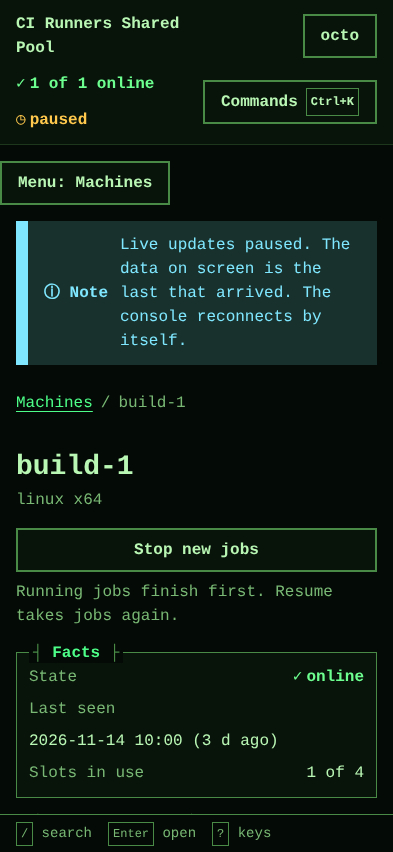 CI Runners Shared
Pool
octo
✓ 1 of 1 online
Commands Ctrl+K
◷ paused
Menu: Machines
ⓘ Note
Live updates paused. The
data on screen is the
last that arrived. The
console reconnects by
itself.
Machines / build-1
build-1
linux x64
Stop new jobs
Running jobs finish first. Resume
takes jobs again.
Facts
State ✓ online
Last seen
2026-11-14 10:00 (3 d ago)
Slots in use 1 of 4
/ search Enter open ? keys